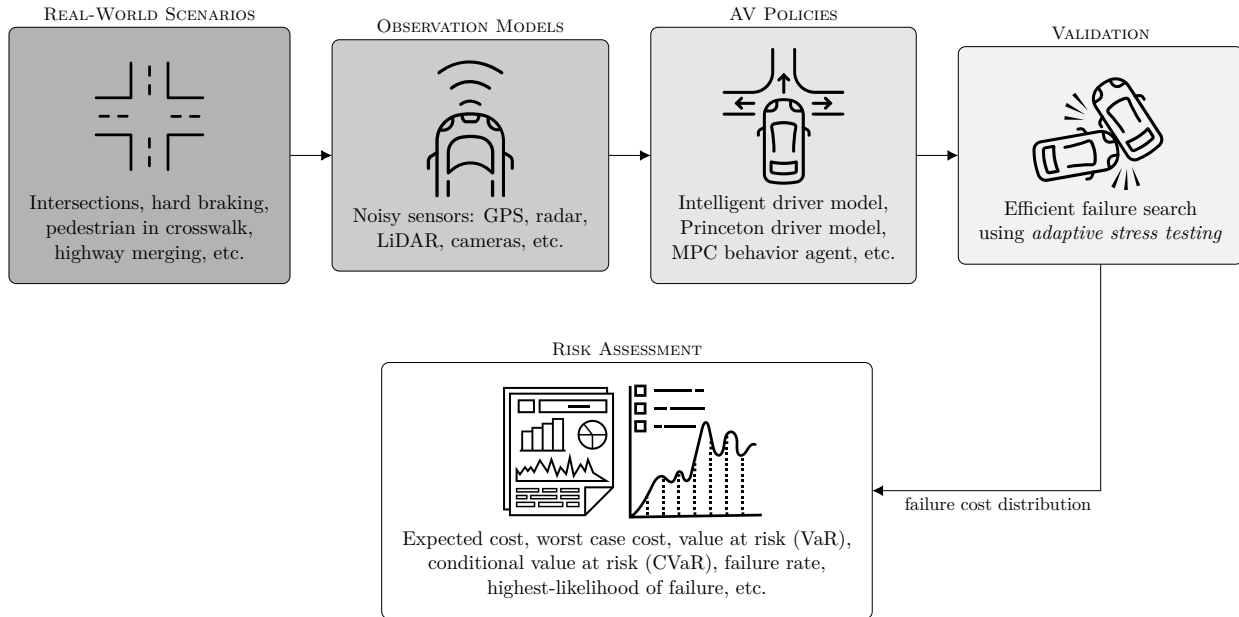 REAL-WORLD SCENARIOS
Intersections, hard braking,
pedestrian in crosswalk,
highway merging, etc.
OBSERVATION MODELS
Noisy sensors: GPS, radar,
LiDAR, cameras, etc.
AV POLICIES
Intelligent driver model,
Princeton driver model,
MPC behavior agent, etc.
VALIDATION
Efficient failure search
using adaptive stress testing
failure cost distribution
RISK ASSESSMENT
Expected cost, worst case cost, value at risk (VaR),
conditional value at risk (CVaR), failure rate,
highest-likelihood of failure, etc.